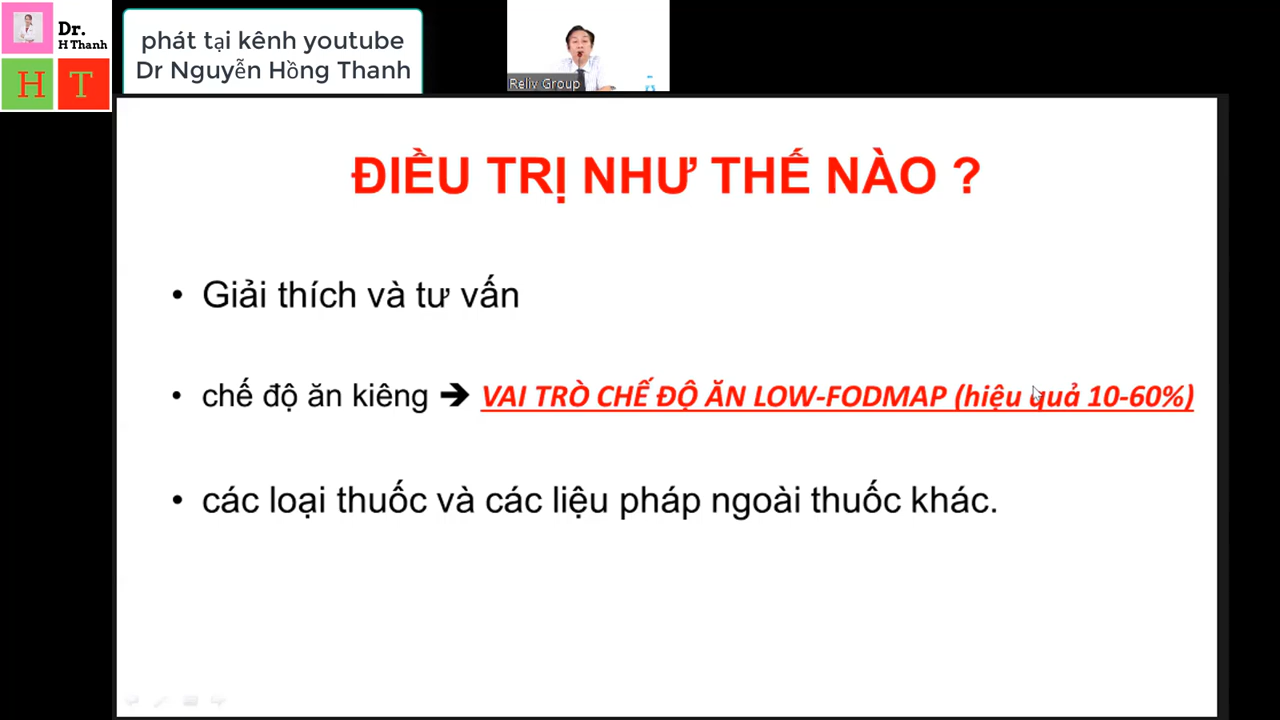 Dr.
H Thanh
H T
phát tại kênh youtube
Dr Nguyễn Hồng Thanh
Reliv Group
ĐIỀU TRỊ NHƯ THẾ NÀO ?
• Giải thích và tư vấn
• chế độ ăn kiêng ➔ VAI TRÒ CHẾ ĐỘ ĂN LOW-FODMAP (hiệu quả 10-60%)
• các loại thuốc và các liệu pháp ngoài thuốc khác.